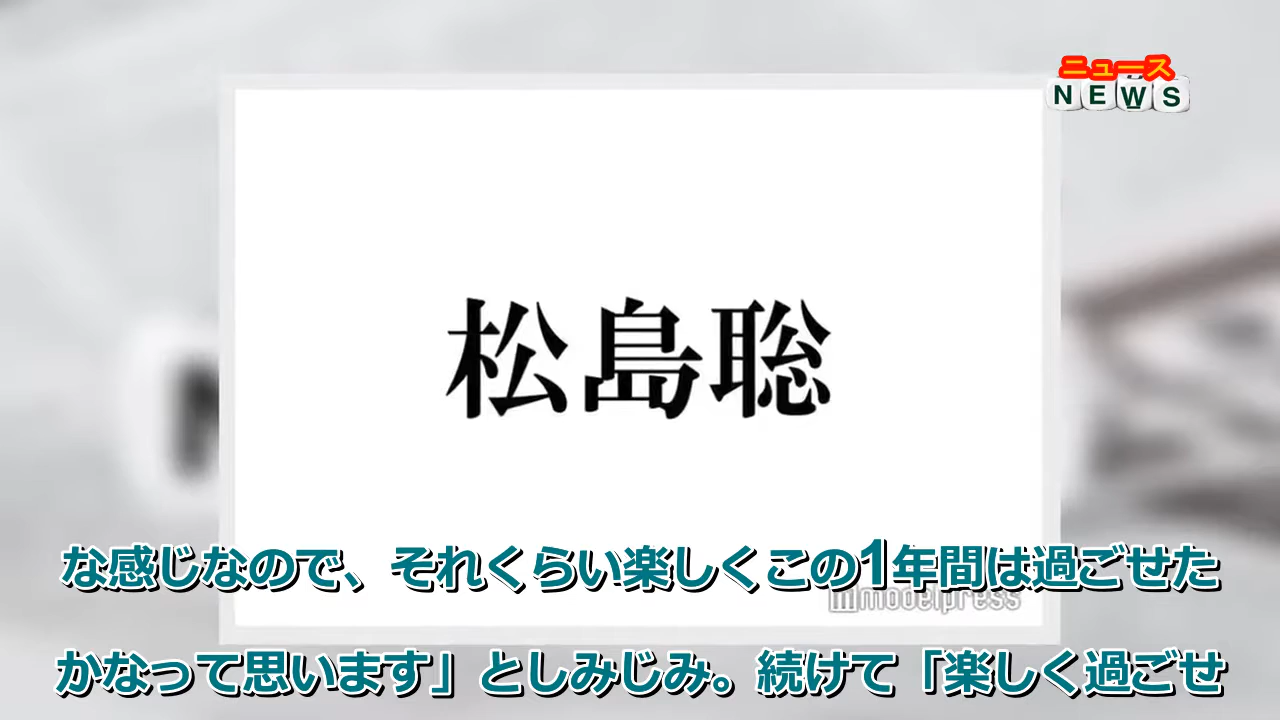 ニュース
NEWS
松島聡
modelpress
な感じなので、それくらい楽しくこの1年間は過ごせた
かなって思います」としみじみ。続けて「楽しく過ごせ